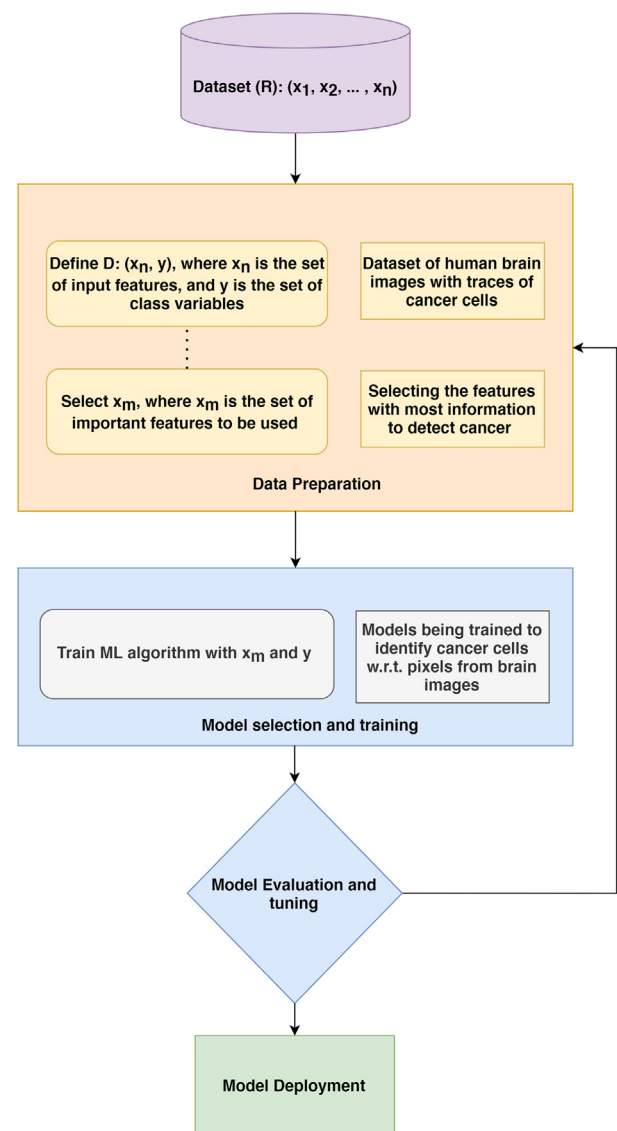 Dataset (R): (x₁, x₂, ... , xₙ)
Define D: (xₙ, y), where xₙ is the set
of input features, and y is the set of
class variables
Dataset of human brain
images with traces of
cancer cells
Select xₘ, where xₘ is the set of
important features to be used
Selecting the features
with most information
to detect cancer
Data Preparation
Train ML algorithm with xₘ and y
Models being trained to
identify cancer cells
w.r.t. pixels from brain
images
Model selection and training
Model Evaluation and
tuning
Model Deployment